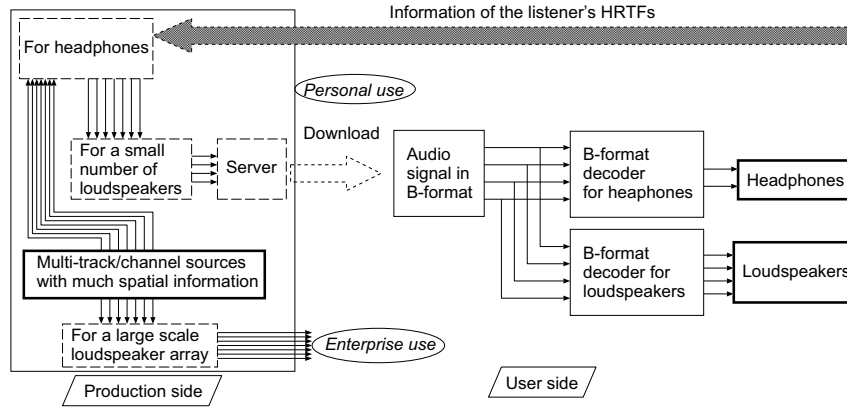 Information of the listener's HRTFs
For headphones
Personal use
Download
For a small
number of
loudspeakers
Server
Audio
signal in
B-format
B-format
decoder
for heaphones
Headphones
Multi-track/channel sources
with much spatial information
B-format
decoder for
loudspeakers
Loudspeakers
For a large scale
loudspeaker array
Enterprise use
Production side
User side